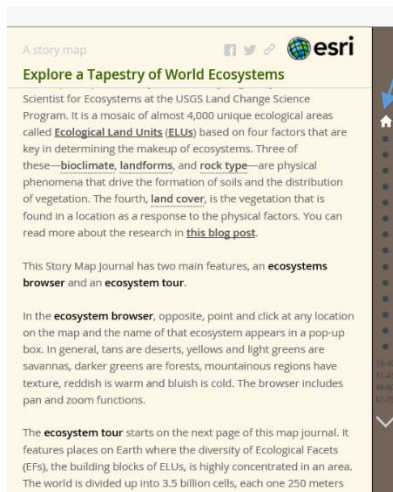 A story map
esri
Explore a Tapestry of World Ecosystems
Scientist for Ecosystems at the USGS Land Change Science
Program. It is a mosaic of almost 4,000 unique ecological areas
called Ecological Land Units (ELUs) based on four factors that are
key in determining the makeup of ecosystems. Three of
these—bioclimate, landforms, and rock type—are physical
phenomena that drive the formation of soils and the distribution
of vegetation. The fourth, land cover, is the vegetation that is
found in a location as a response to the physical factors. You can
read more about the research in this blog post.
This Story Map Journal has two main features, an ecosystems
browser and an ecosystem tour.
In the ecosystem browser, opposite, point and click at any location
on the map and the name of that ecosystem appears in a pop-up
box. In general, tans are deserts, yellows and light greens are
savannas, darker greens are forests, mountainous regions have
texture, reddish is warm and bluish is cold. The browser includes
pan and zoom functions.
The ecosystem tour starts on the next page of this map journal. It
features places on Earth where the diversity of Ecological Facets
(EFs), the building blocks of ELUs, is highly concentrated in an area.
The world is divided up into 3.5 billion cells, each one 250 meters